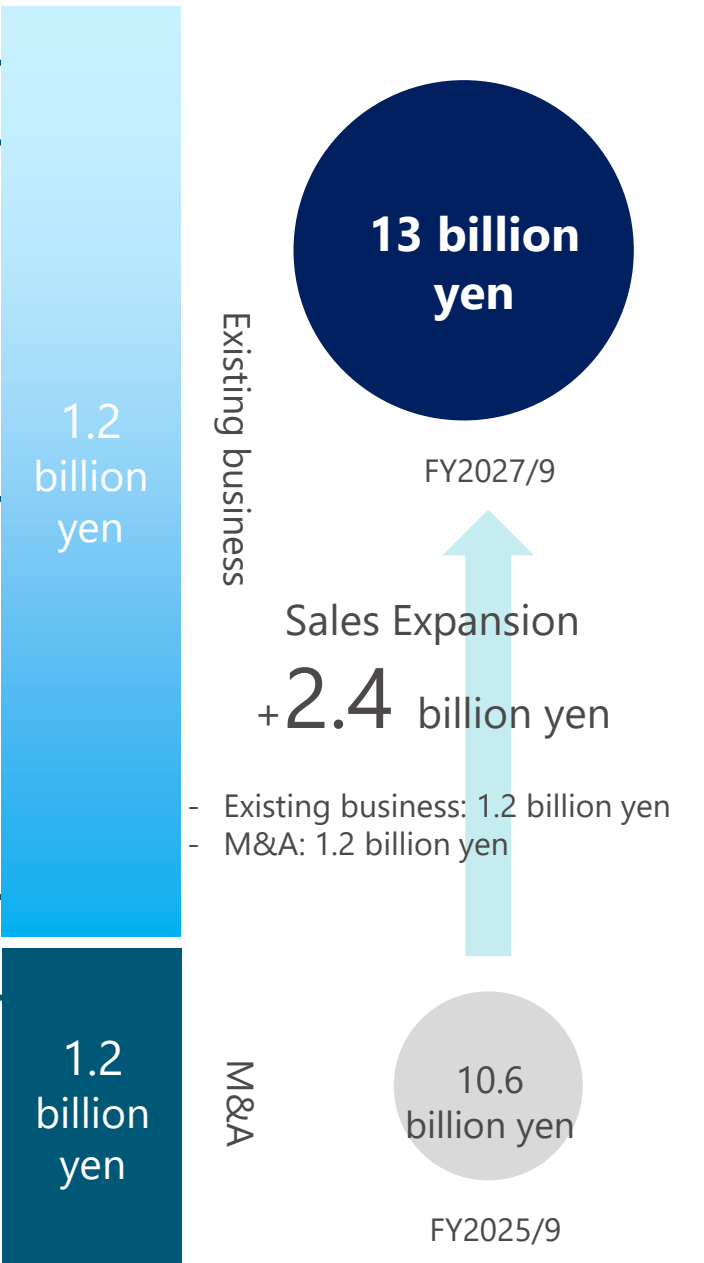 13 billion
yen
Existing business
1.2
billion
yen
FY2027/9
Sales Expansion
+2.4 billion yen
- Existing business: 1.2 billion yen
- M&A: 1.2 billion yen
1.2
billion
yen
M&A
10.6
billion yen
FY2025/9